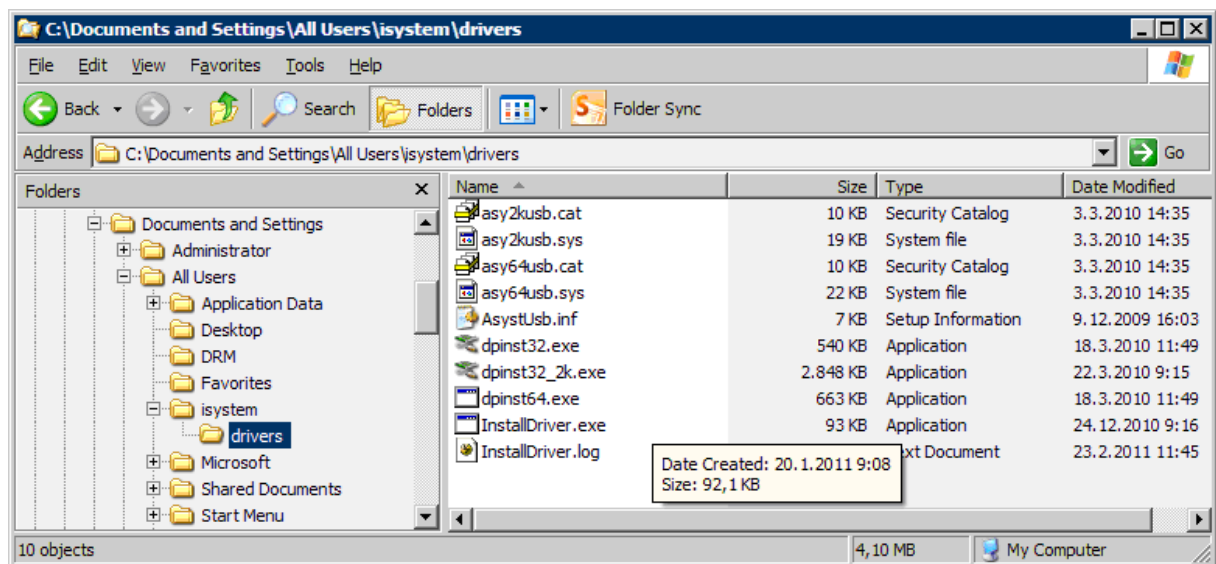 C:\Documents and Settings\All Users\isystem\drivers
File Edit View Favorites Tools Help
Back Search Folders Folder Sync
Address C:\Documents and Settings\All Users\isystem\drivers Go
Folders
Documents and Settings
Administrator
All Users
Application Data
Desktop
DRM
Favorites
isystem
drivers
Microsoft
Shared Documents
Start Menu
Name Size Type Date Modified
asy2kusb.cat 10 KB Security Catalog 3.3.2010 14:35
asy2kusb.sys 19 KB System file 3.3.2010 14:35
asy64usb.cat 10 KB Security Catalog 3.3.2010 14:35
asy64usb.sys 22 KB System file 3.3.2010 14:35
AsystUsb.inf 7 KB Setup Information 9.12.2009 16:03
dpinst32.exe 540 KB Application 18.3.2010 11:49
dpinst32_2k.exe 2.848 KB Application 22.3.2010 9:15
dpinst64.exe 663 KB Application 18.3.2010 11:49
InstallDriver.exe 93 KB Application 24.12.2010 9:16
InstallDriver.log ext Document 23.2.2011 11:45
Date Created: 20.1.2011 9:08
Size: 92,1 KB
10 objects 4,10 MB My Computer